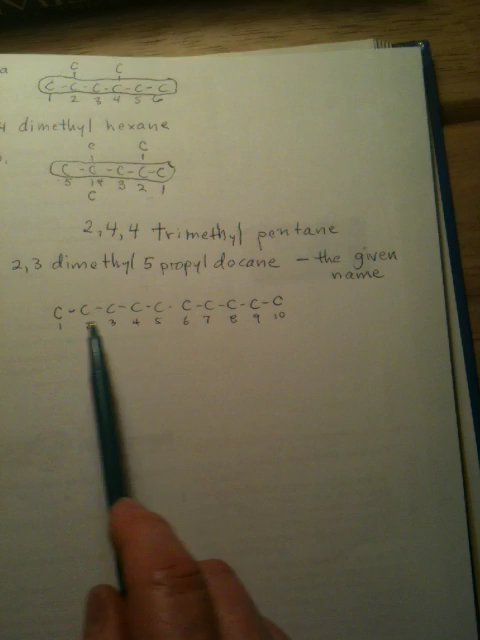 a
C C
C-C-C-C-C-C
1 2 3 4 5 6
4 dimethyl hexane
C C
C-C-C-C-C
5 4 3 2 1
C
2,4,4 trimethyl pentane
2,3 dimethyl 5 propyl docane - the given
name
C-C-C-C-C-C-C-C-C-C
1 2 3 4 5 6 7 8 9 10